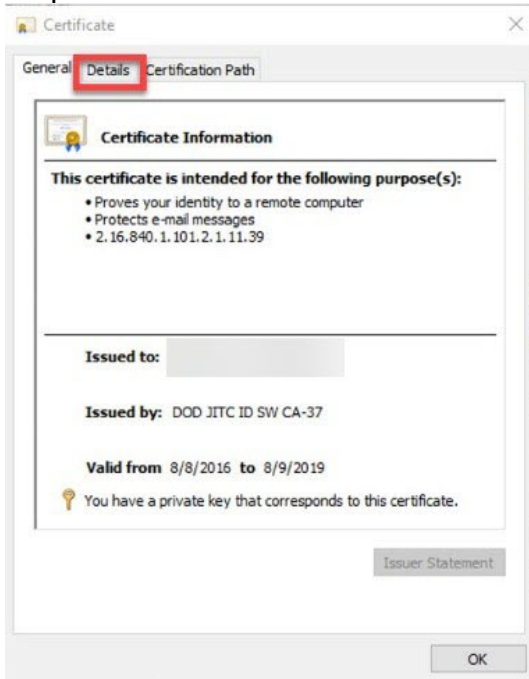 Certificate
General Details Certification Path
Certificate Information
This certificate is intended for the following purpose(s):
• Proves your identity to a remote computer
• Protects e-mail messages
• 2.16.840.1.101.2.1.11.39
Issued to:
Issued by: DOD JITC ID SW CA-37
Valid from 8/8/2016 to 8/9/2019
You have a private key that corresponds to this certificate.
Issuer Statement
OK